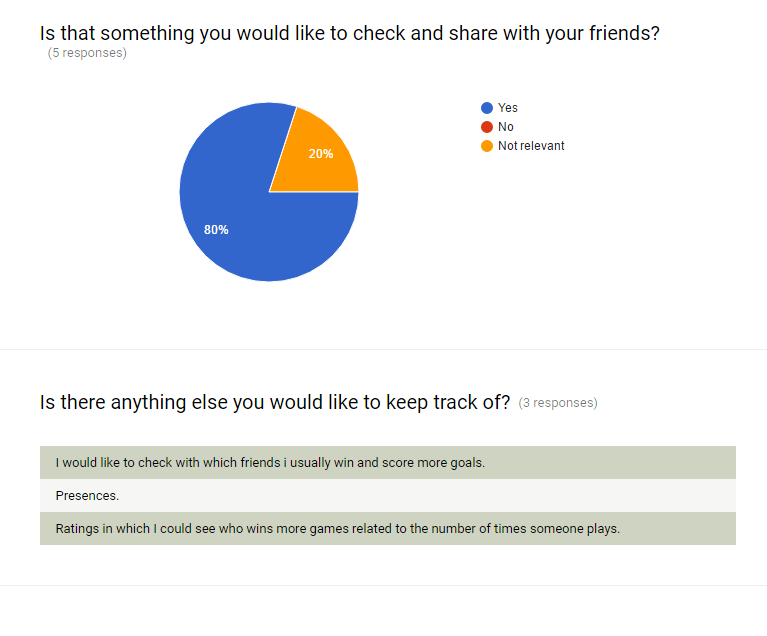 Is that something you would like to check and share with your friends?
(5 responses)
Yes
No
Not relevant
20%
80%
Is there anything else you would like to keep track of? (3 responses)
I would like to check with which friends i usually win and score more goals.
Presences.
Ratings in which I could see who wins more games related to the number of times someone plays.